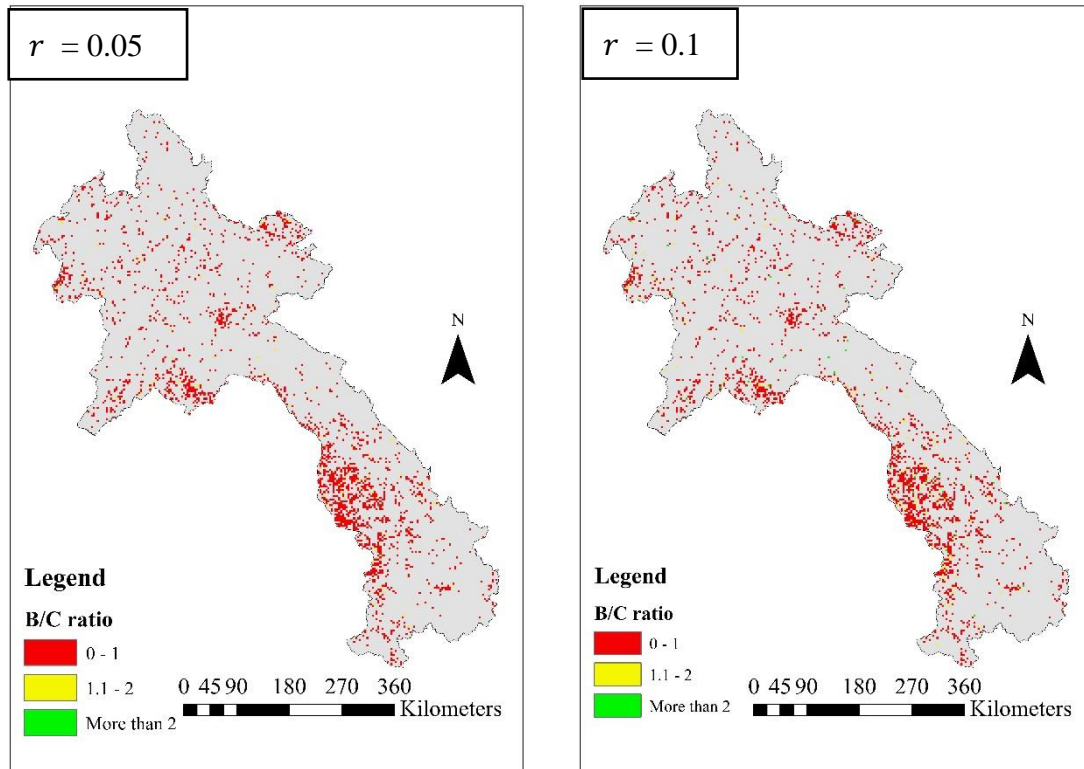 r = 0.05
N
Legend
B/C ratio
0 - 1
1.1 - 2
More than 2
0 45 90 180 270 360
Kilometers
r = 0.1
N
Legend
B/C ratio
0 - 1
1.1 - 2
More than 2
0 45 90 180 270 360
Kilometers